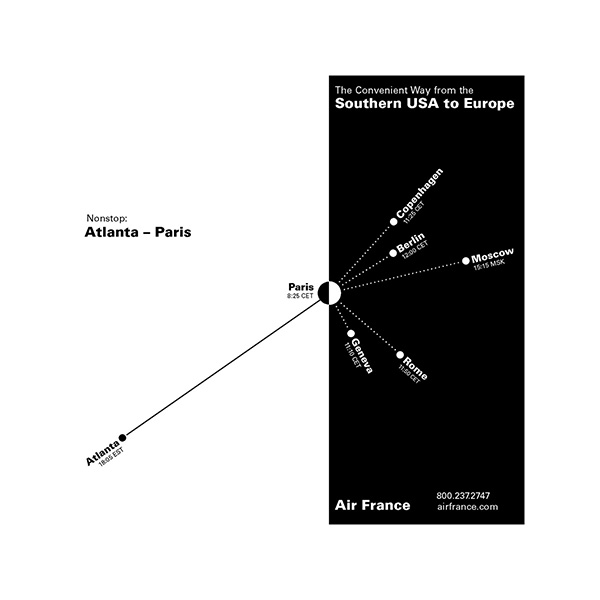 The Convenient Way from the
Southern USA to Europe
Nonstop:
Atlanta – Paris
Copenhagen
11:25 CET
Berlin
12:00 CET
Moscow
15:15 MSK
Paris
8:25 CET
Geneva
11:10 CET
Rome
11:50 CET
Atlanta
18:05 EST
Air France
800.237.2747
airfrance.com